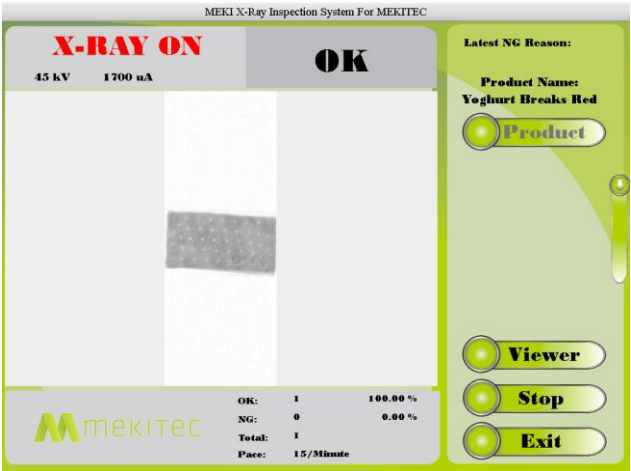 MEKI X-Ray Inspection System For MEKITEC
X-RAY ON
45 kV 1700 uA
OK
Latest NG Reason:
Product Name:
Yoghurt Breaks Red
Product
Viewer
Stop
Exit
mekitec
OK: 1 100.00 %
NG: 0 0.00 %
Total: 1
Pace: 15/Minute